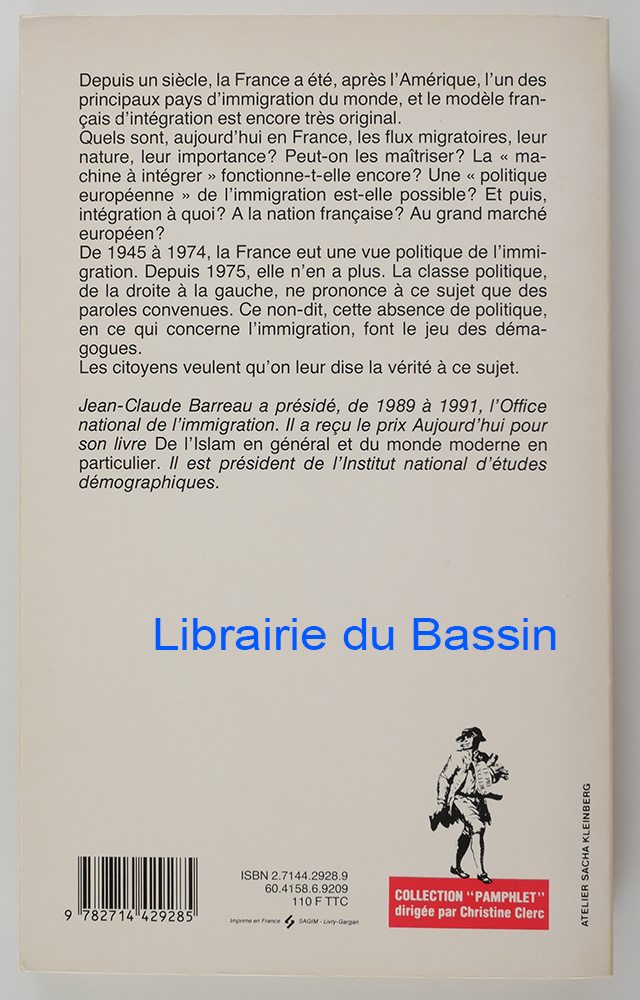 Depuis un siècle, la France a été, après l’Amérique, l’un des
principaux pays d’immigration du monde, et le modèle fran-
çais d’intégration est encore très original.
Quels sont, aujourd’hui en France, les flux migratoires, leur
nature, leur importance? Peut-on les maîtriser? La « ma-
chine à intégrer » fonctionne-t-elle encore? Une « politique
européenne » de l’immigration est-elle possible? Et puis,
intégration à quoi? A la nation française? Au grand marché
européen?
De 1945 à 1974, la France eut une vue politique de l’immi-
gration. Depuis 1975, elle n’en a plus. La classe politique,
de la droite à la gauche, ne prononce à ce sujet que des
paroles convenues. Ce non-dit, cette absence de politique,
en ce qui concerne l’immigration, font le jeu des déma-
gogues.
Les citoyens veulent qu’on leur dise la vérité à ce sujet.
Jean-Claude Barreau a présidé, de 1989 à 1991, l’Office
national de l’immigration. Il a reçu le prix Aujourd’hui pour
son livre De l’Islam en général et du monde moderne en
particulier. Il est président de l’Institut national d’études
démographiques.
Librairie du Bassin
ISBN 2.7144.2928.9
60.4158.6.9209
110 F TTC
9 782714 429285
Imprimé en France SAGIM - Livry-Gargan
COLLECTION "PAMPHLET"
dirigée par Christine Clerc
ATELIER SACHA KLEINBERG